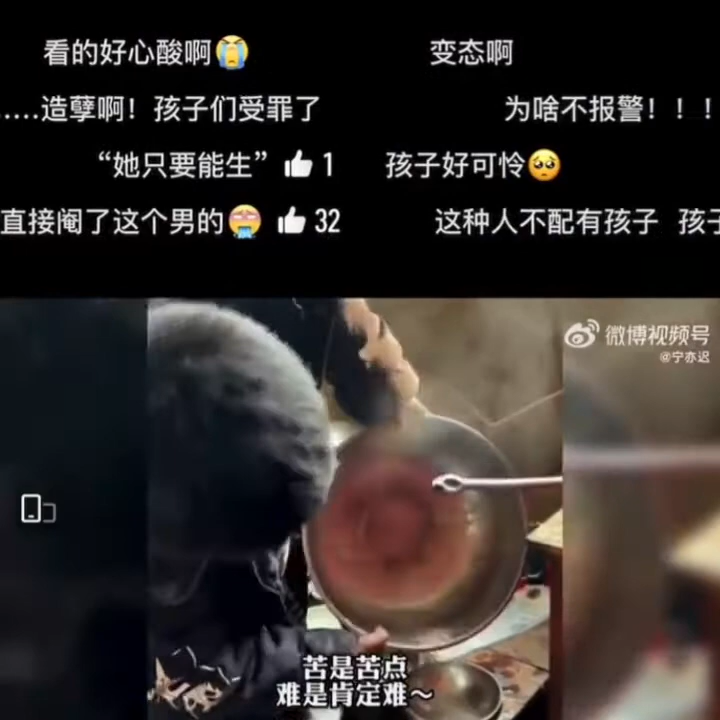 看的好心酸啊😭 变态啊
.....造孽啊！孩子们受罪了 为啥不报警！！！
“她只要能生” 1 孩子好可怜🥺
直接阉了这个男的 32 这种人不配有孩子 孩子
微博视频号
@宁亦迟
苦是苦点
难是肯定难～